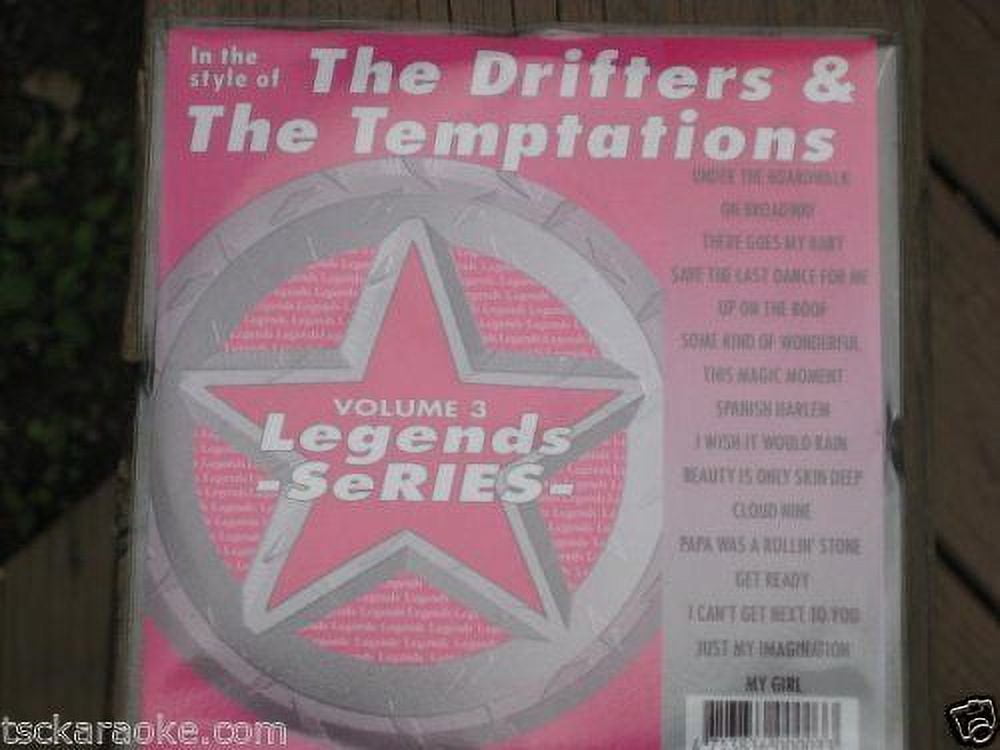 In the
style of
The Drifters &
The Temptations
UNDER THE BOARDWALK
ON BROADWAY
THERE GOES MY BABY
SAVE THE LAST DANCE FOR ME
UP ON THE ROOF
SOME KIND OF WONDERFUL
THIS MAGIC MOMENT
SPANISH HARLEM
I WISH IT WOULD RAIN
BEAUTY IS ONLY SKIN DEEP
CLOUD NINE
PAPA WAS A ROLLIN' STONE
GET READY
I CAN'T GET NEXT TO YOU
JUST MY IMAGINATION
MY GIRL
VOLUME 3
Legends
-SeRIES-
tsckaraoke.com